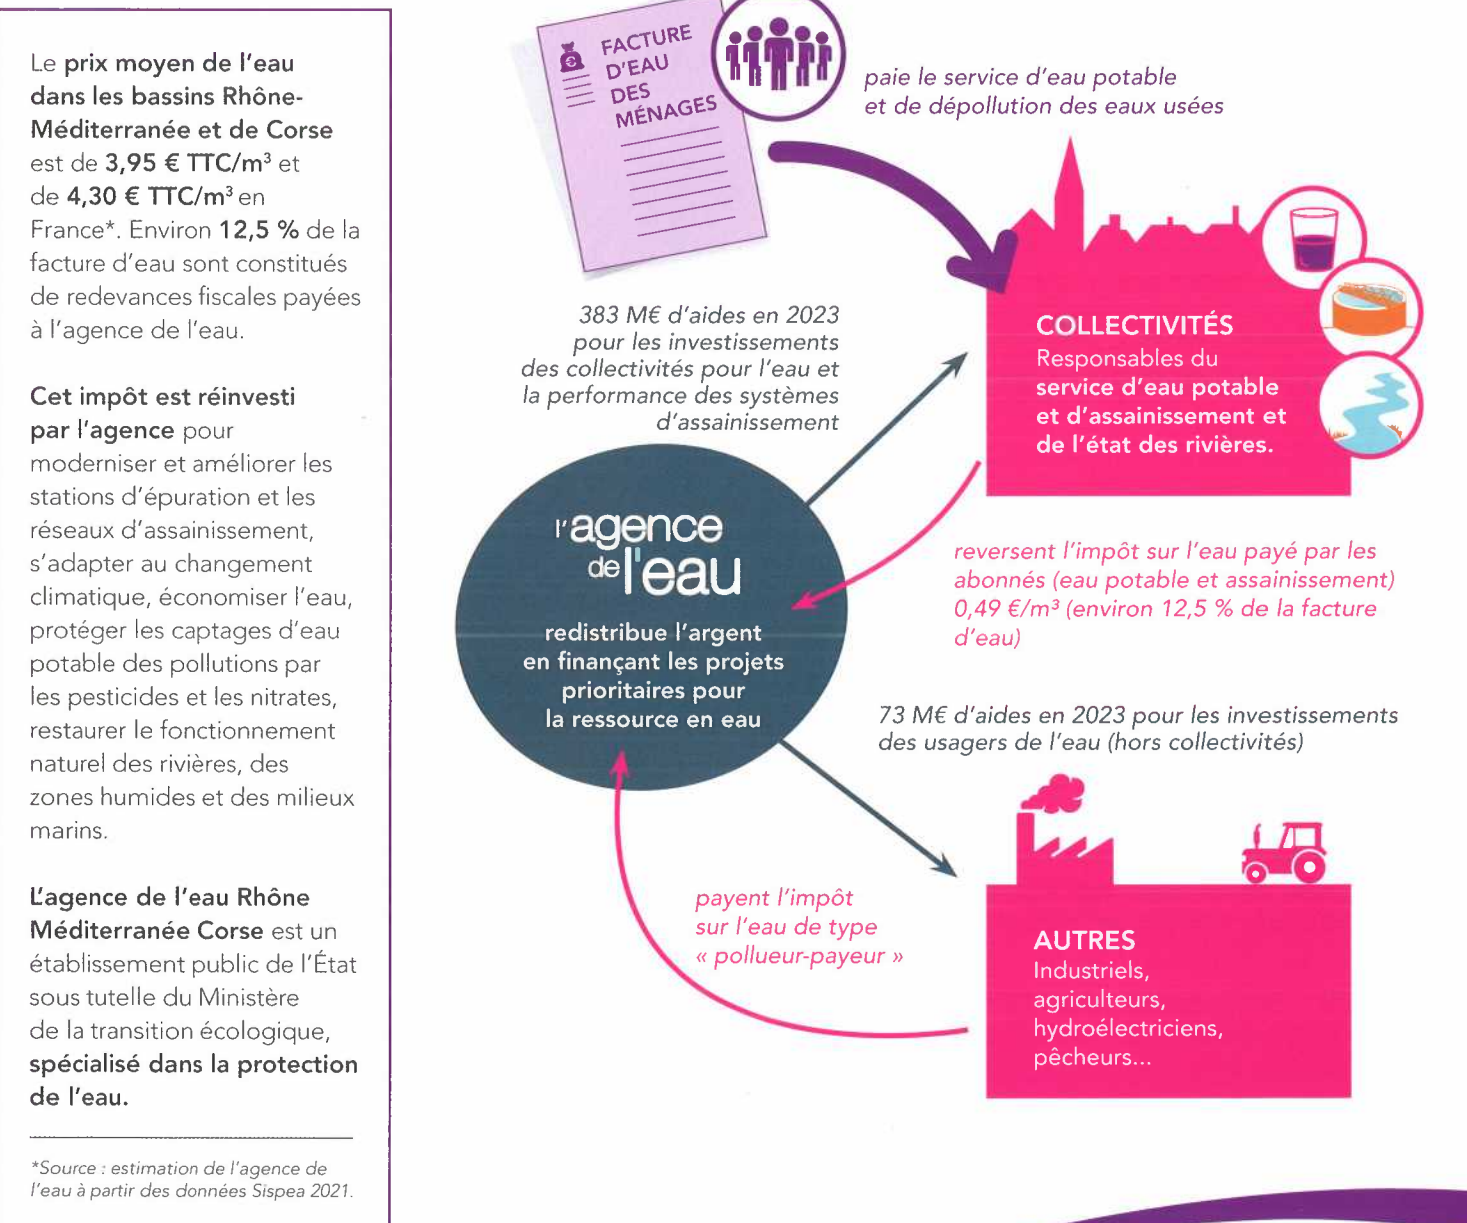 Le prix moyen de l'eau
dans les bassins Rhône-
Méditerranée et de Corse
est de 3,95 € TTC/m³ et
de 4,30 € TTC/m³ en
France*. Environ 12,5 % de la
facture d'eau sont constitués
de redevances fiscales payées
à l'agence de l'eau.
Cet impôt est réinvesti
par l'agence pour
moderniser et améliorer les
stations d'épuration et les
réseaux d'assainissement,
s'adapter au changement
climatique, économiser l'eau,
protéger les captages d'eau
potable des pollutions par
les pesticides et les nitrates,
restaurer le fonctionnement
naturel des rivières, des
zones humides et des milieux
marins.
L'agence de l'eau Rhône
Méditerranée Corse est un
établissement public de l'État
sous tutelle du Ministère
de la transition écologique,
spécialisé dans la protection
de l'eau.
*Source : estimation de l'agence de
l'eau à partir des données Sispea 2021.
€
FACTURE
D'EAU
DES
MÉNAGES
paie le service d'eau potable
et de dépollution des eaux usées
383 M€ d'aides en 2023
pour les investissements
des collectivités pour l'eau et
la performance des systèmes
d'assainissement
COLLECTIVITÉS
Responsables du
service d'eau potable
et d'assainissement et
de l'état des rivières.
l'agence
de l'eau
redistribue l'argent
en finançant les projets
prioritaires pour
la ressource en eau
reversent l'impôt sur l'eau payé par les
abonnés (eau potable et assainissement)
0,49 €/m³ (environ 12,5 % de la facture
d'eau)
73 M€ d'aides en 2023 pour les investissements
des usagers de l'eau (hors collectivités)
payent l'impôt
sur l'eau de type
« pollueur-payeur »
AUTRES
Industriels,
agriculteurs,
hydroélectriciens,
pêcheurs...